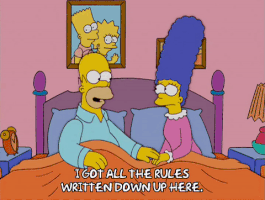 I GOT ALL THE RULES
WRITTEN DOWN UP HERE.